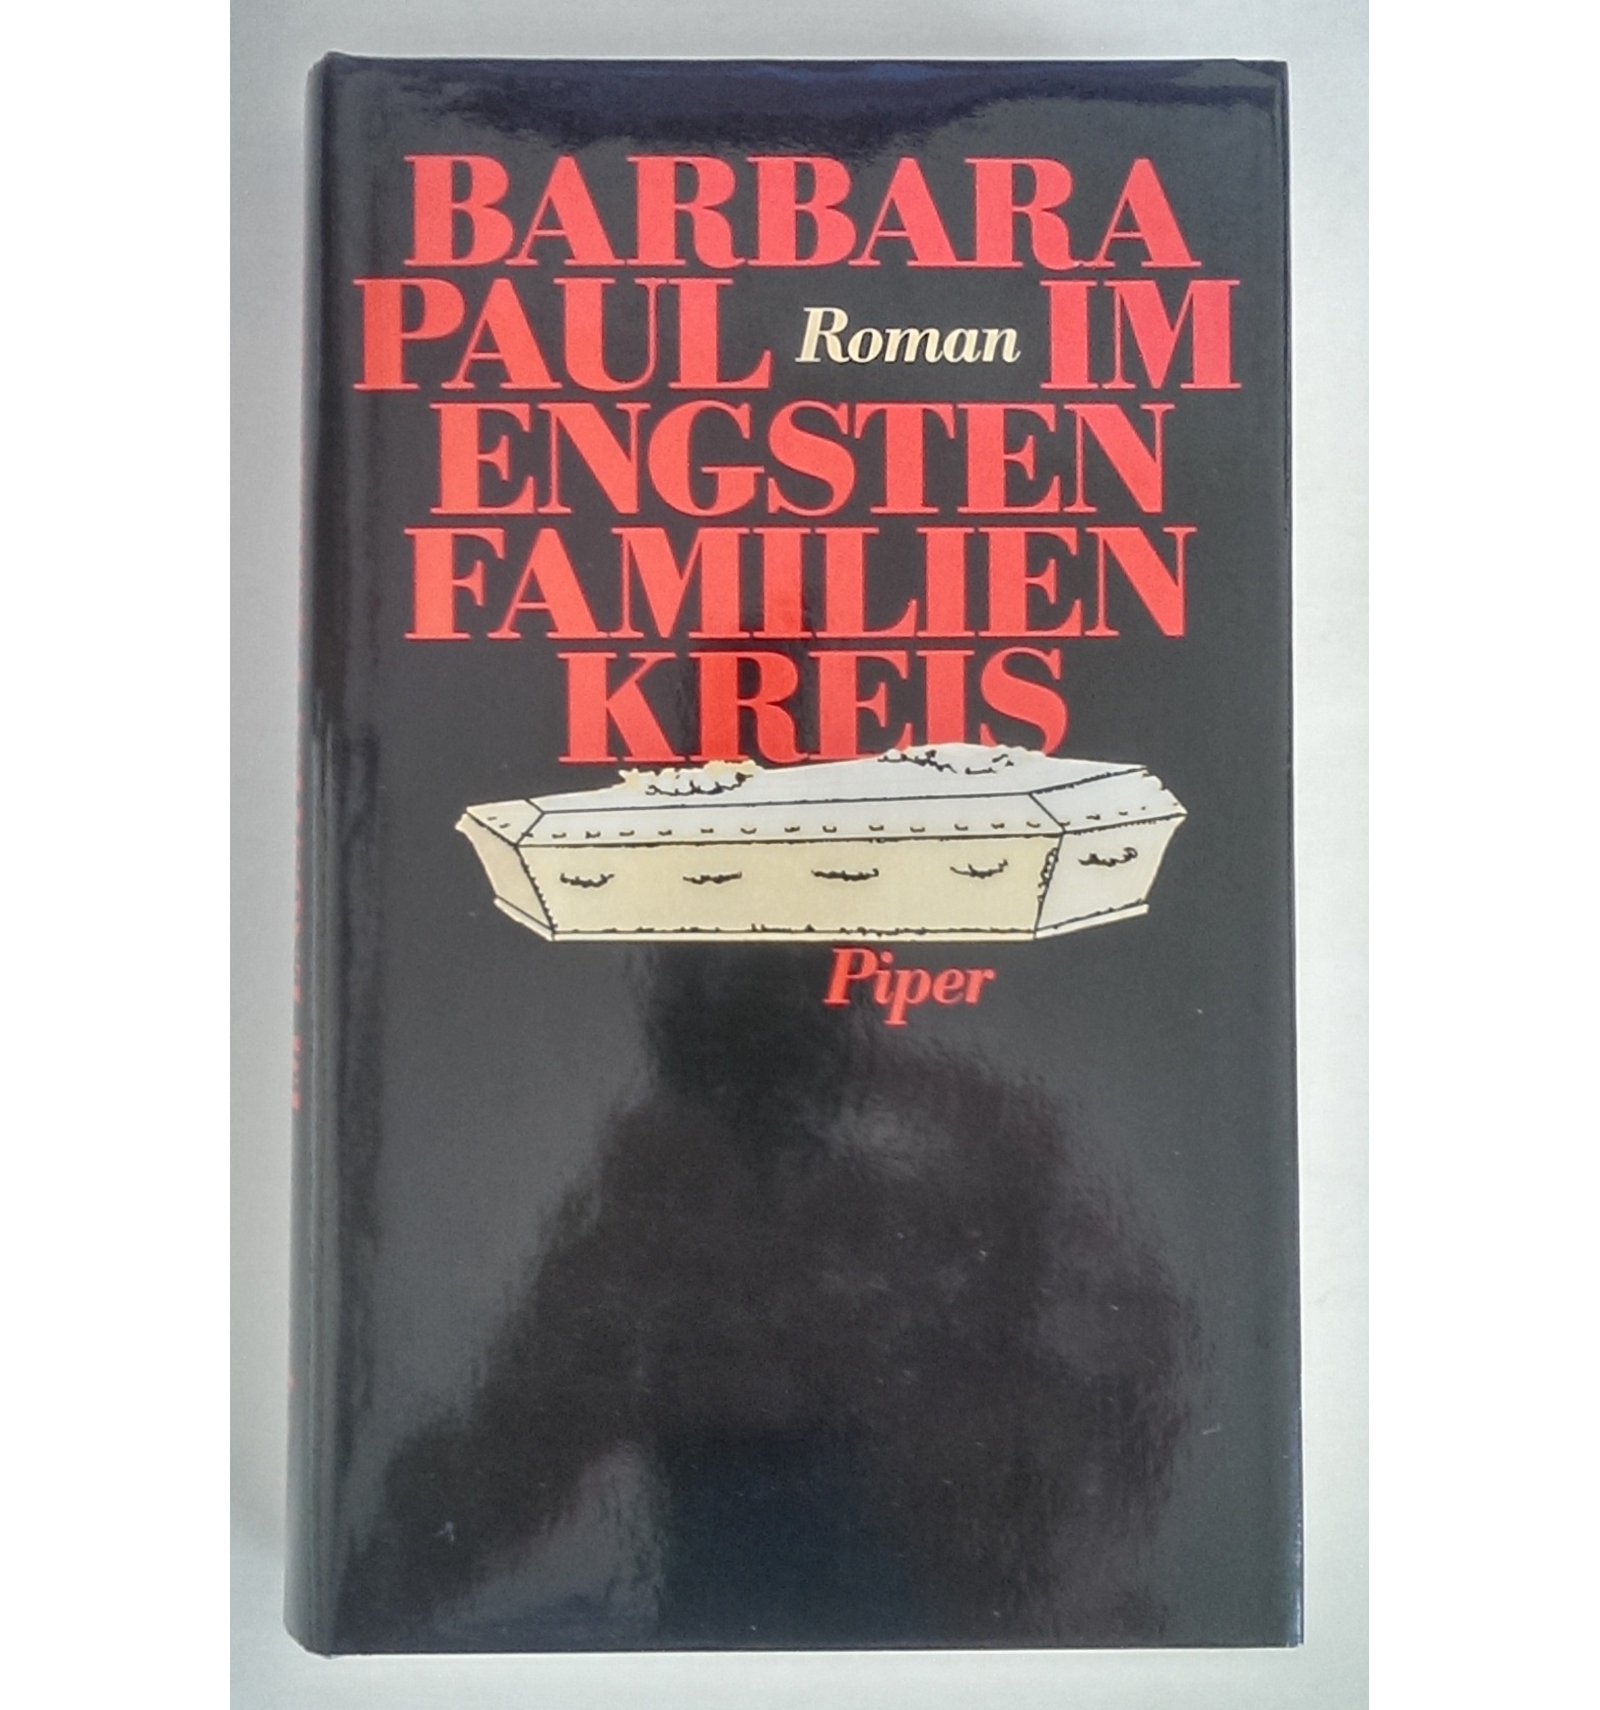 BARBARA
PAUL Roman IM
ENGSTEN
FAMILIEN
KREIS
Piper